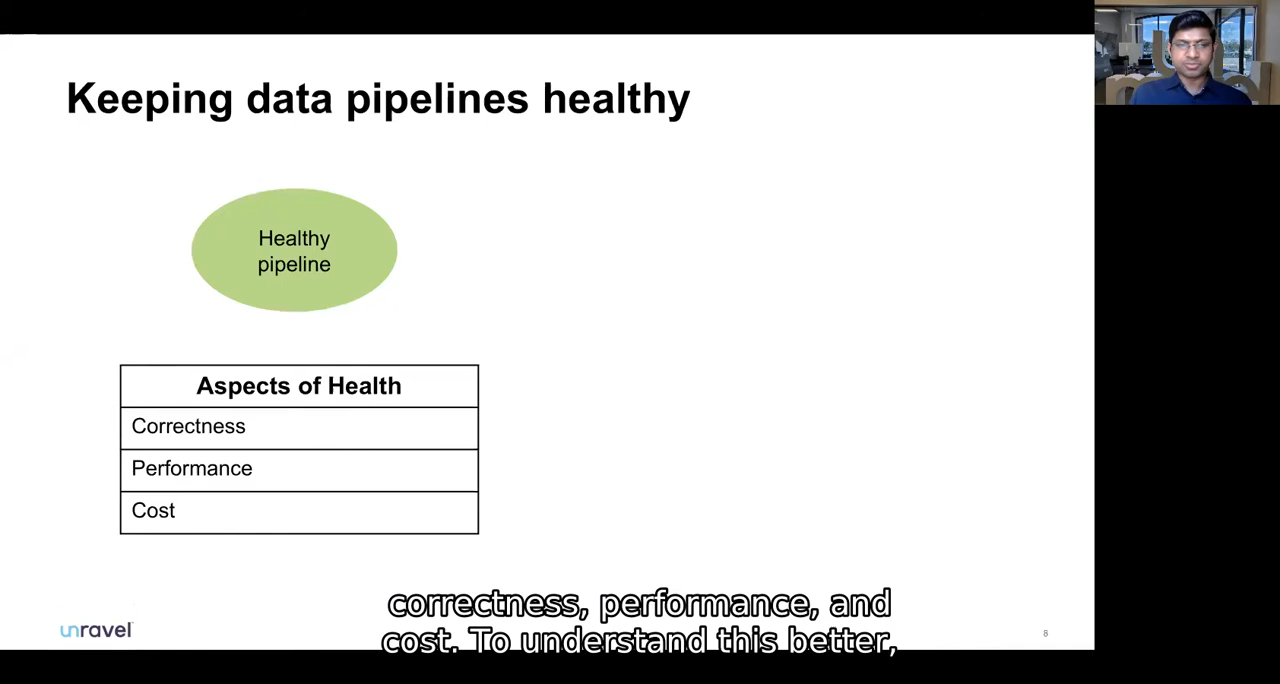 Keeping data pipelines healthy
Healthy
pipeline
Aspects of Health
Correctness
Performance
Cost
correctness, performance, and
cost. To understand this better,
unravel
8